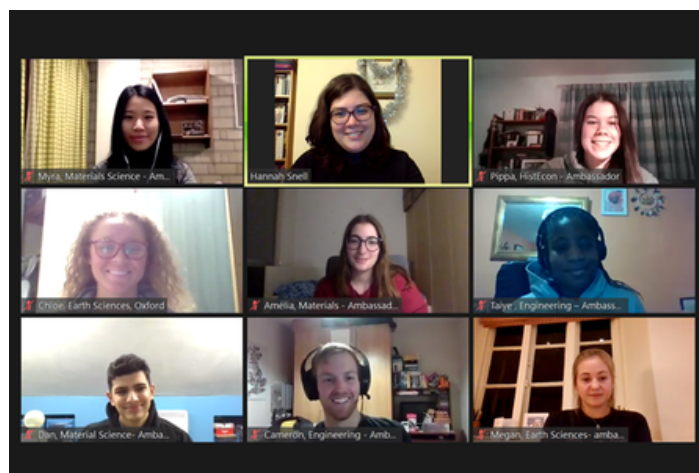 Myra, Materials Science - Am...
Hannah Snell
Pippa, HistEcon - Ambassador
Chloe, Earth Sciences, Oxford
Amélia, Materials - Ambassad...
Taiye , Engineering – Ambass...
Dan, Material Science- Amba...
Cameron, Engineering - Amb...
Megan, Earth Sciences- amba...